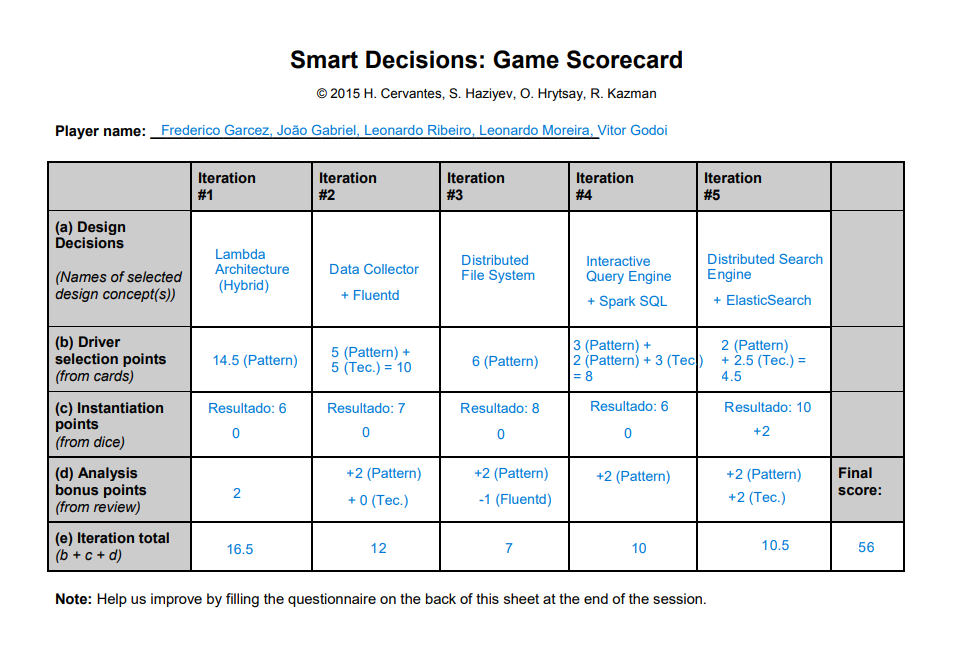 Smart Decisions: Game Scorecard
© 2015 H. Cervantes, S. Haziyev, O. Hrytsay, R. Kazman
Player name: Frederico Garcez, João Gabriel, Leonardo Ribeiro, Leonardo Moreira, Vitor Godoi
Iteration
#1
Iteration
#2
Iteration
#3
Iteration
#4
Iteration
#5
(a) Design
Decisions
(Names of selected
design concept(s))
Lambda
Architecture
(Hybrid)
Data Collector
+ Fluentd
Distributed
File System
Interactive
Query Engine
+ Spark SQL
Distributed Search
Engine
+ ElasticSearch
(b) Driver
selection points
(from cards)
14.5 (Pattern)
5 (Pattern) +
5 (Tec.) = 10
6 (Pattern)
3 (Pattern) +
2 (Pattern) + 3 (Tec.)
= 8
2 (Pattern)
+ 2.5 (Tec.) =
4.5
(c) Instantiation
points
(from dice)
Resultado: 6
0
Resultado: 7
0
Resultado: 8
0
Resultado: 6
0
Resultado: 10
+2
(d) Analysis
bonus points
(from review)
2
+2 (Pattern)
+ 0 (Tec.)
+2 (Pattern)
-1 (Fluentd)
+2 (Pattern)
+2 (Pattern)
+2 (Tec.)
Final
score:
(e) Iteration total
(b + c + d)
16.5
12
7
10
10.5
56
Note: Help us improve by filling the questionnaire on the back of this sheet at the end of the session.